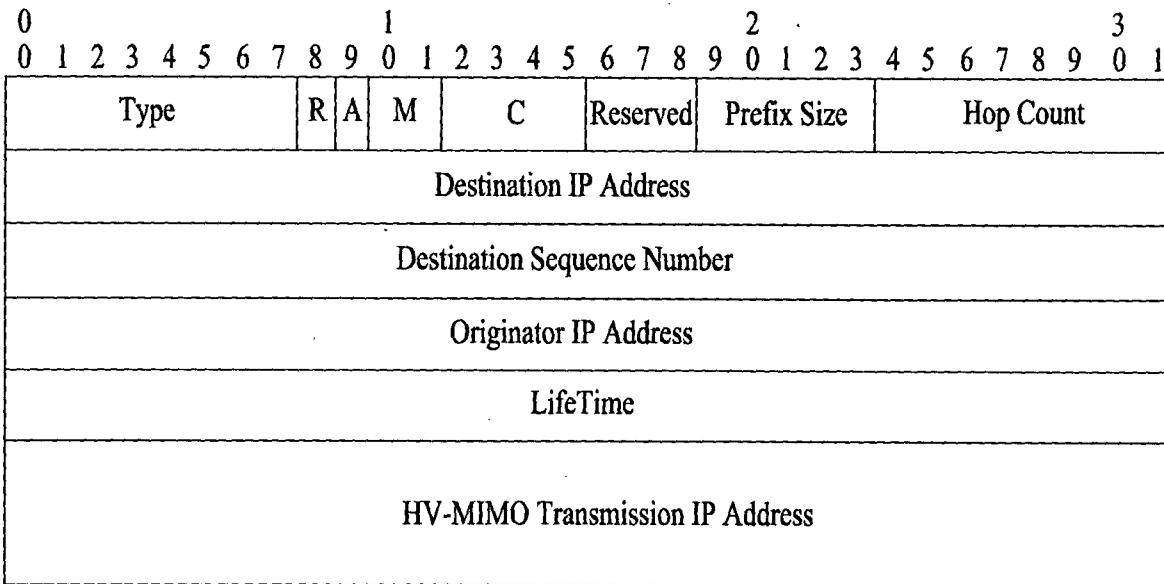 0 1 2 3
0 1 2 3 4 5 6 7 8 9 0 1 2 3 4 5 6 7 8 9 0 1 2 3 4 5 6 7 8 9 0 1
Type R A M C Reserved Prefix Size Hop Count
Destination IP Address
Destination Sequence Number
Originator IP Address
LifeTime
HV-MIMO Transmission IP Address